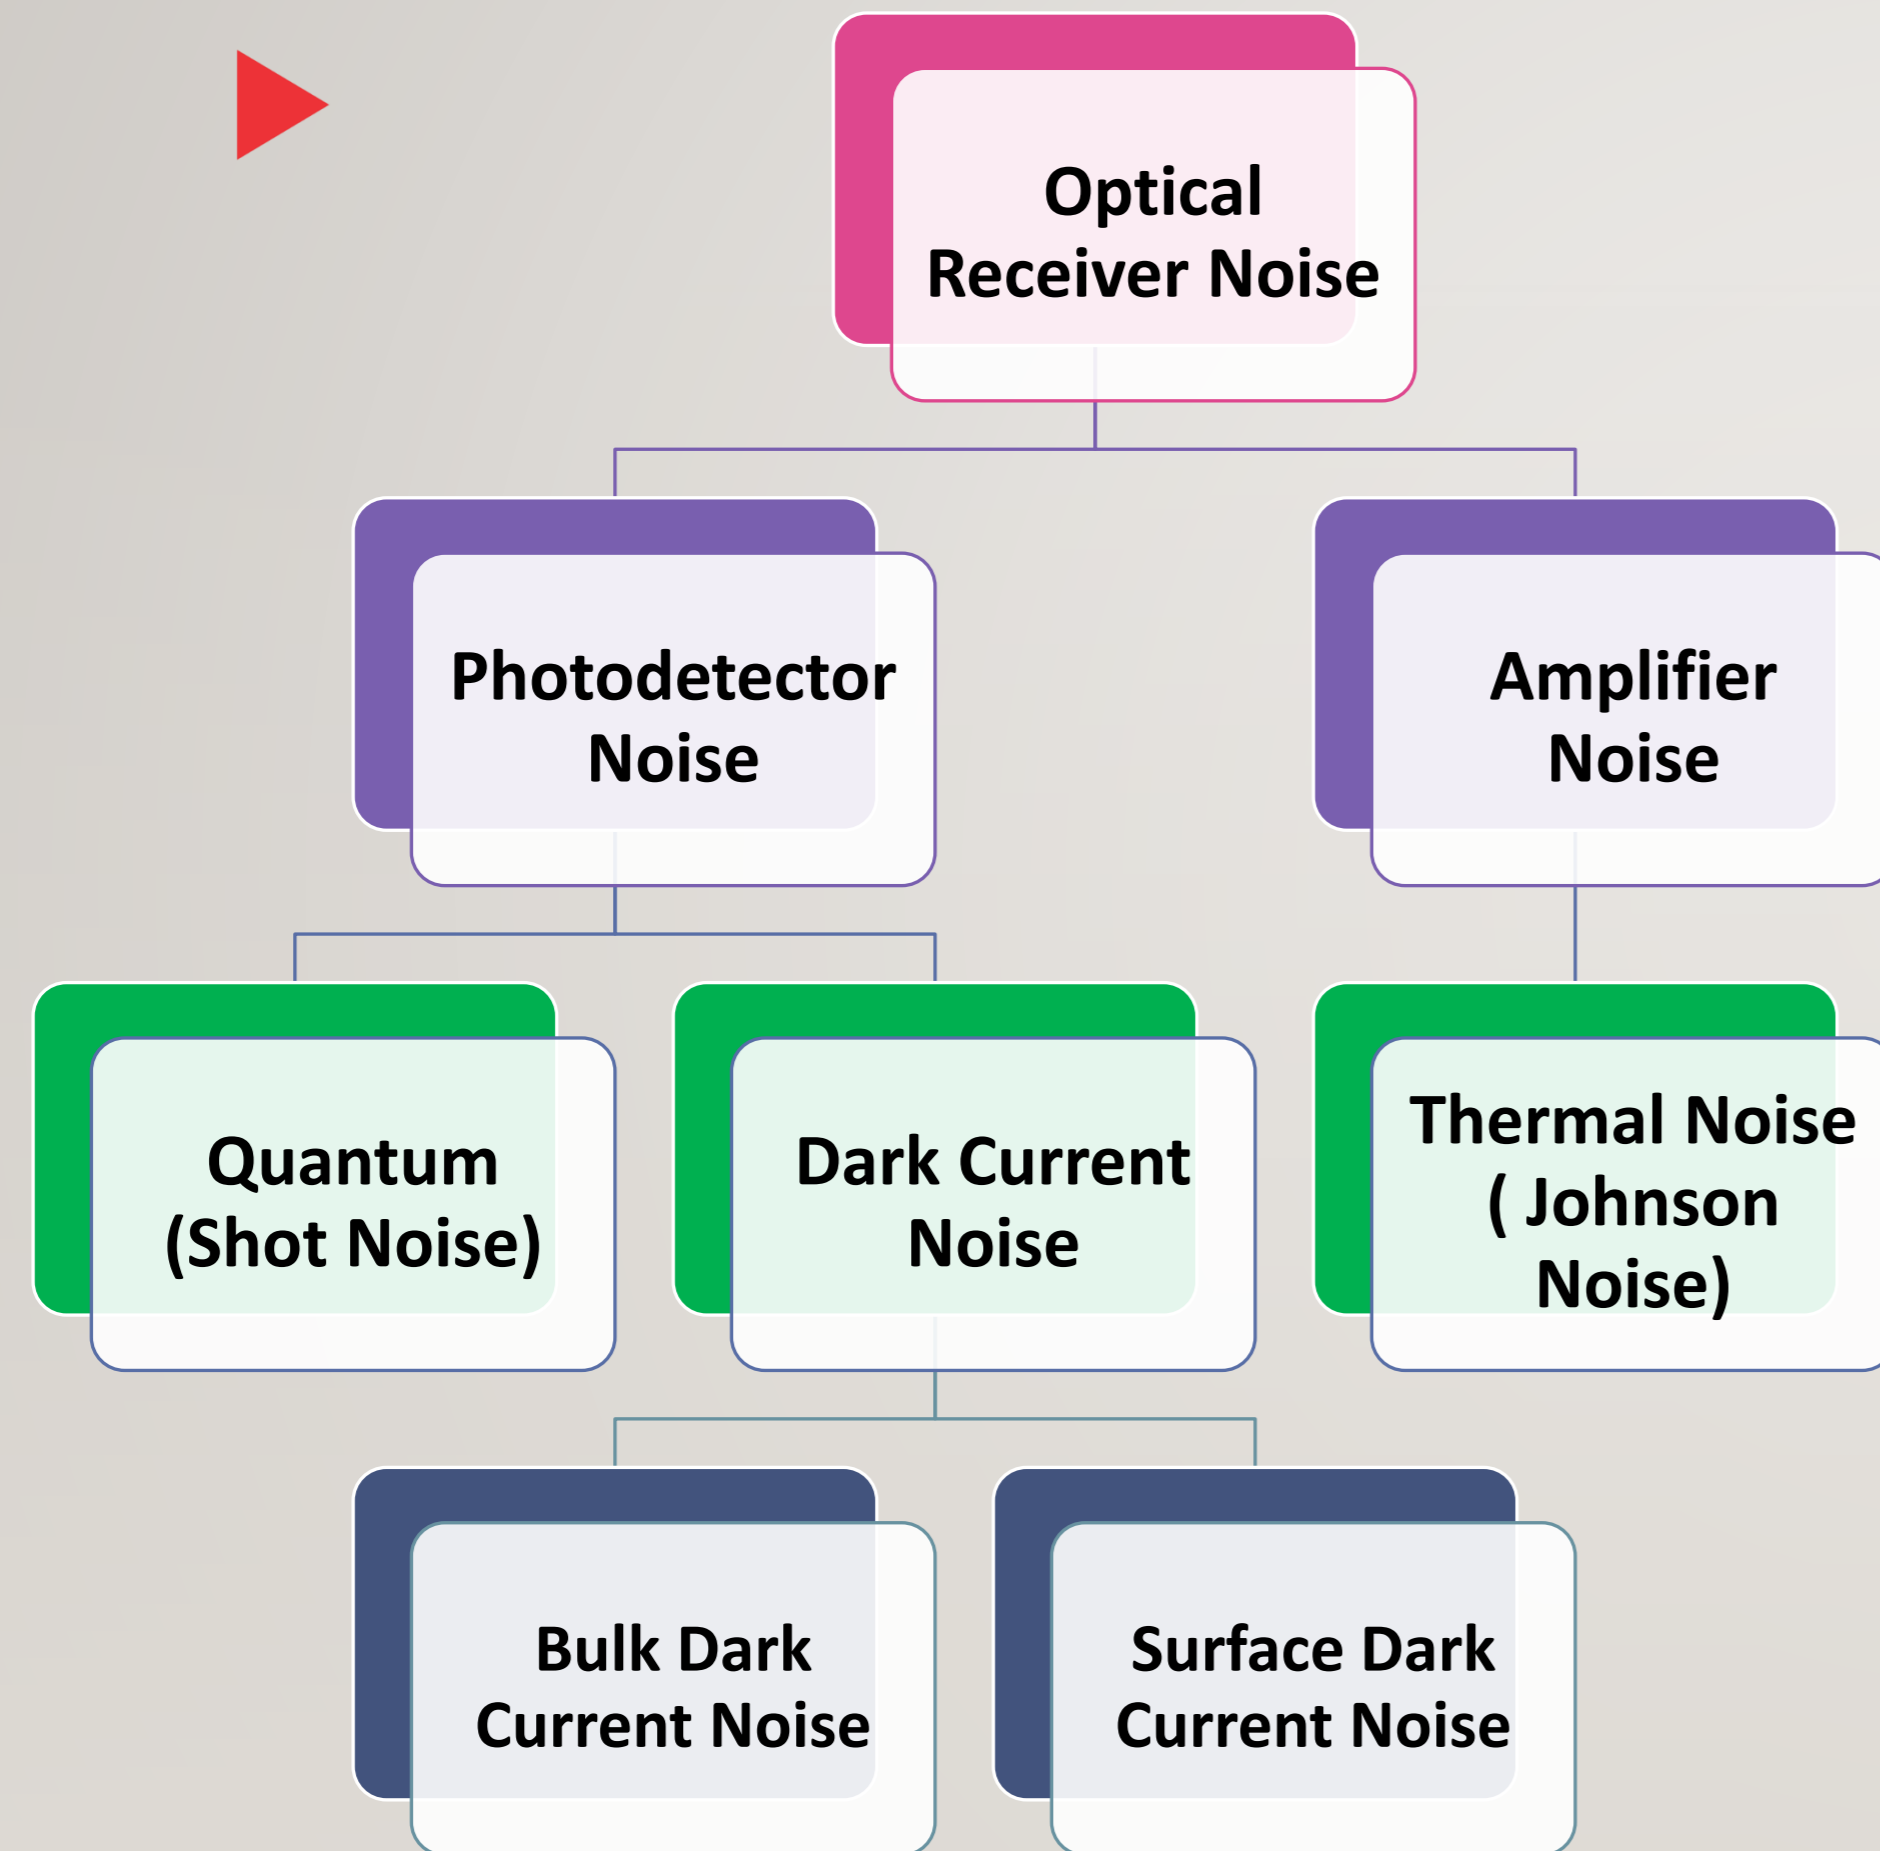 Optical
Receiver Noise
Photodetector
Noise
Amplifier
Noise
Quantum
(Shot Noise)
Dark Current
Noise
Thermal Noise
( Johnson
Noise)
Bulk Dark
Current Noise
Surface Dark
Current Noise